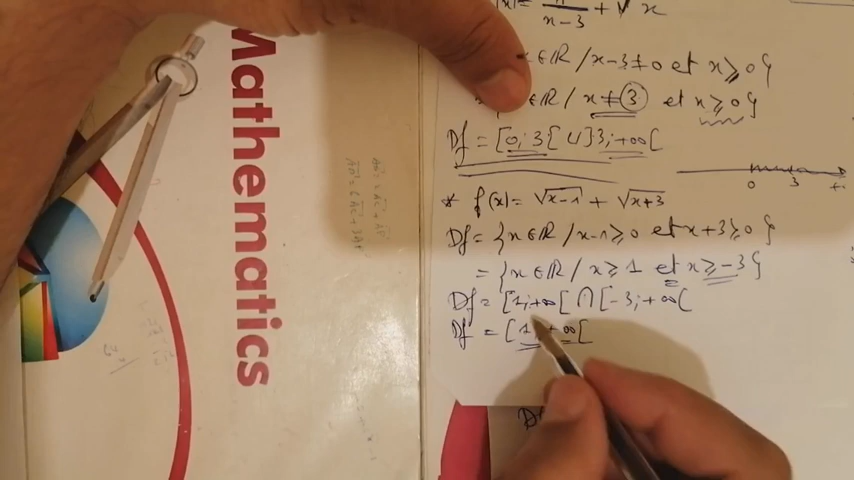 Mathematics
n-3 + √x
x ∈ ℝ / x-3≠0 et x≥0}
∈ ℝ / x≠3 et x≥0}
Df = [0; 3[ ∪ ]3; +∞[
0 3 +
* f(x) = √x-1 + √x+3
Df = {x ∈ ℝ / x-1≥0 et x+3≥0}
= {x ∈ ℝ / x≥1 et x≥-3}
Df = [1; +∞[ ∩ [-3; +∞[
Df = [1 +∞[